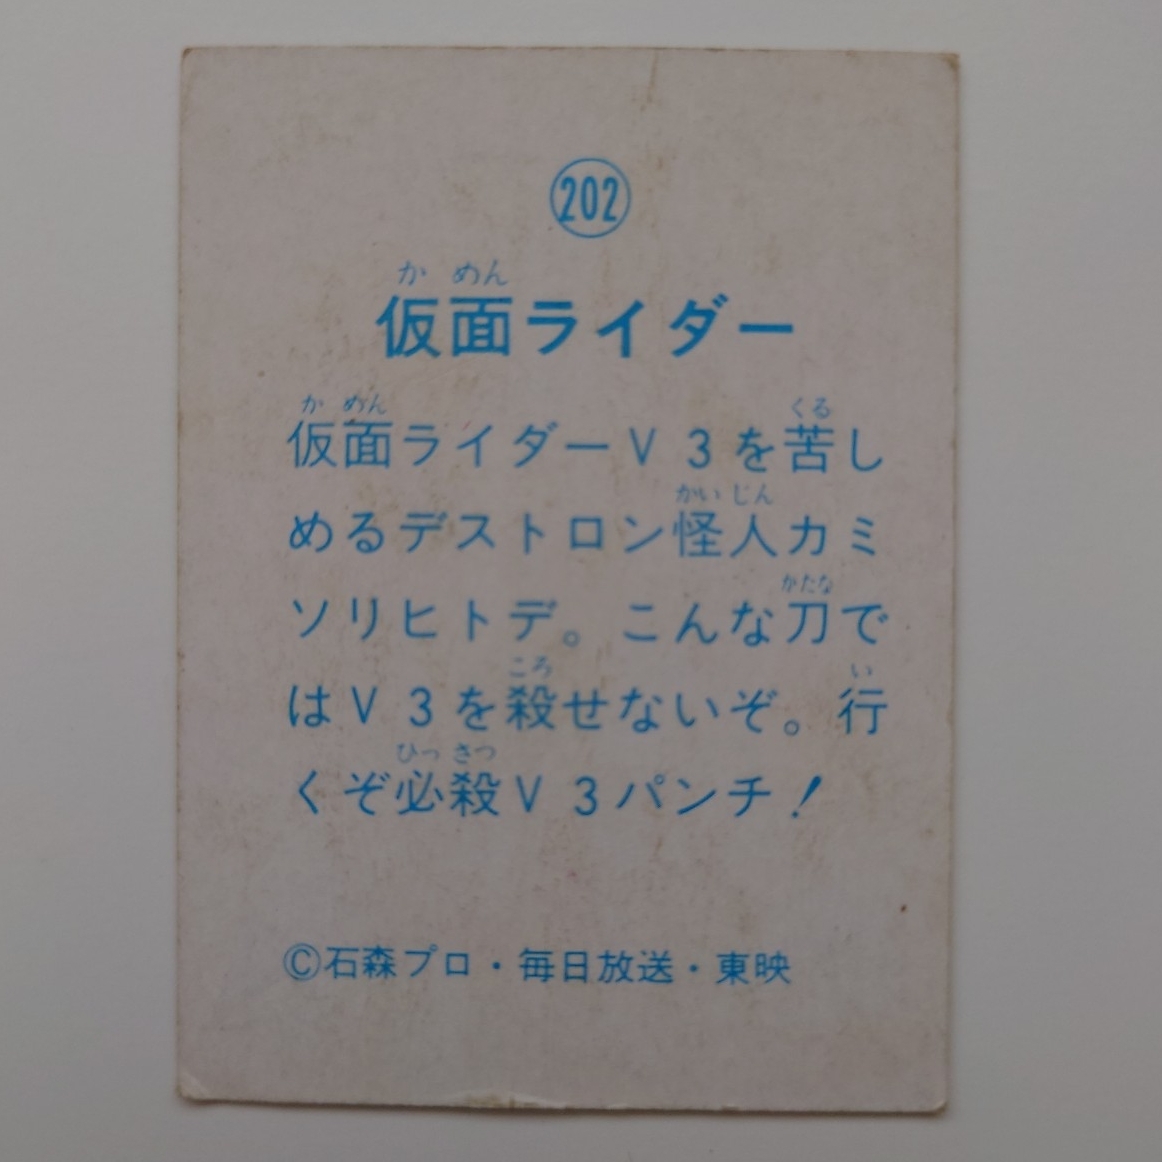 202
か めん
仮面ライダー
か めん くる
仮面ライダーV3を苦し
かい じん
めるデストロン怪人カミ
かたな
ソリヒトデ。こんな刀で
ころ い
はV3を殺せないぞ。行
ひっ さつ
くぞ必殺V3パンチ!
©石森プロ・毎日放送・東映